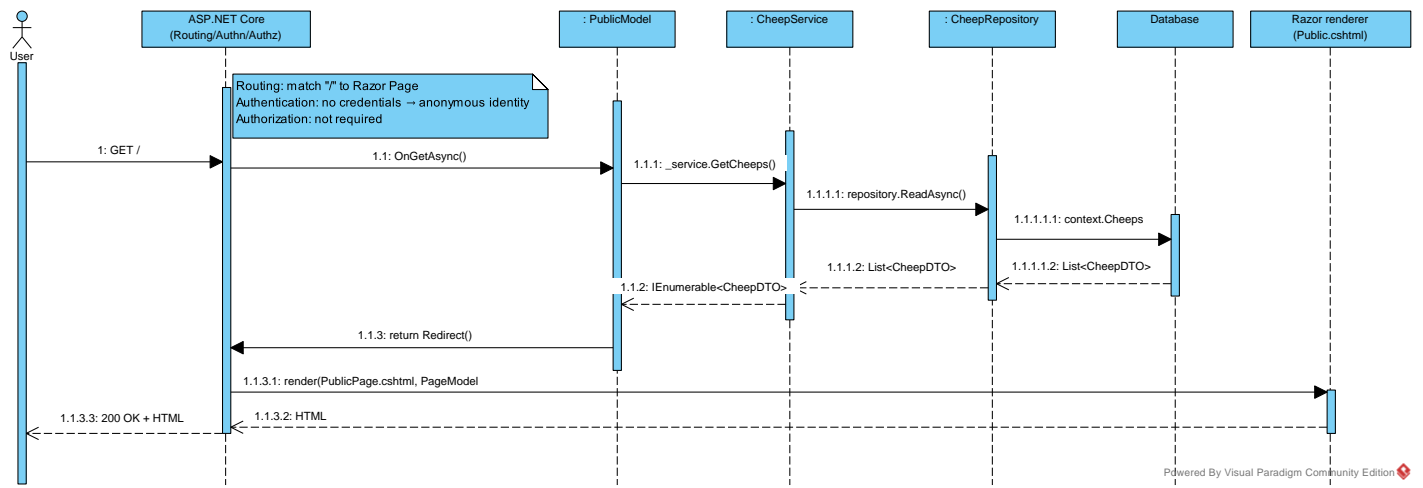 ASP.NET Core
(Routing/Authn/Authz)
: PublicModel
: CheepService
: CheepRepository
Database
Razor renderer
(Public.cshtml)
User
Routing: match "/" to Razor Page
Authentication: no credentials → anonymous identity
Authorization: not required
1: GET /
1.1: OnGetAsync()
1.1.1: _service.GetCheeps()
1.1.1.1: repository.ReadAsync()
1.1.1.1.1: context.Cheeps
1.1.1.1.2: List<CheepDTO>
1.1.1.2: List<CheepDTO>
1.1.2: IEnumerable<CheepDTO>
1.1.3: return Redirect()
1.1.3.1: render(PublicPage.cshtml, PageModel
1.1.3.2: HTML
1.1.3.3: 200 OK + HTML
Powered By Visual Paradigm Community Edition